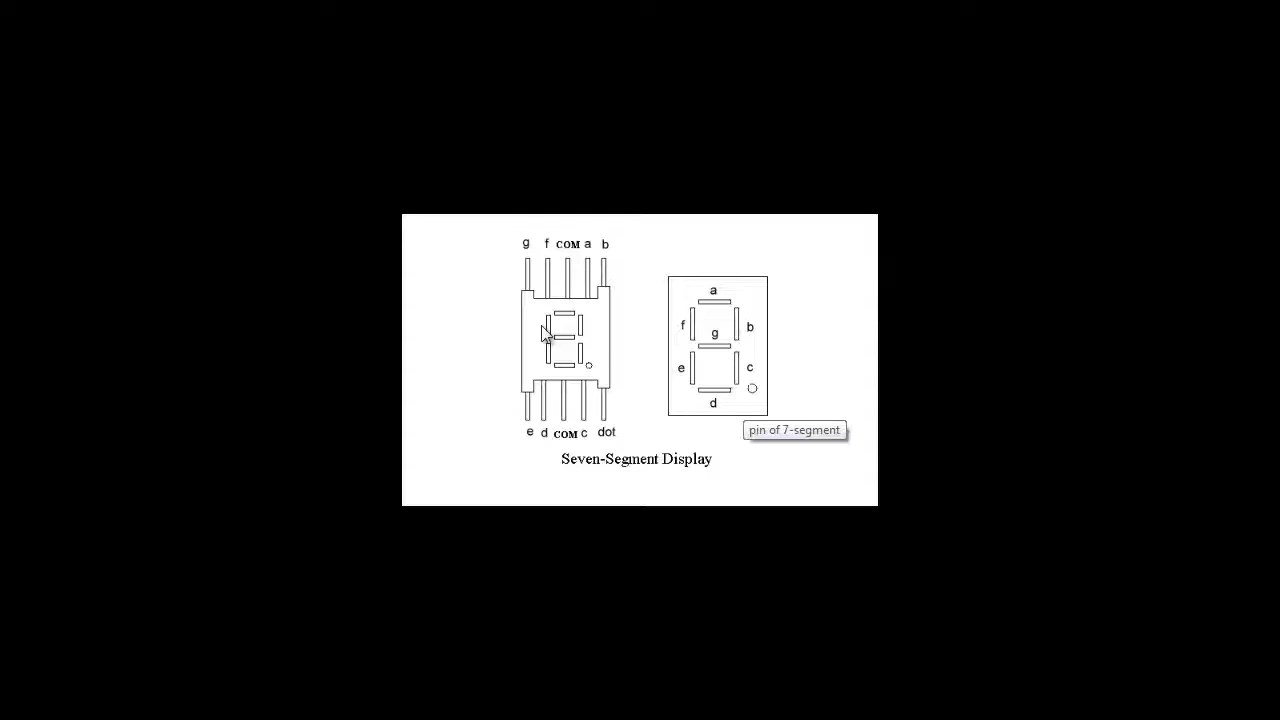 g f COM a b
a
f b
g
e c
d
pin of 7-segment
e d COM c dot
Seven-Segment Display